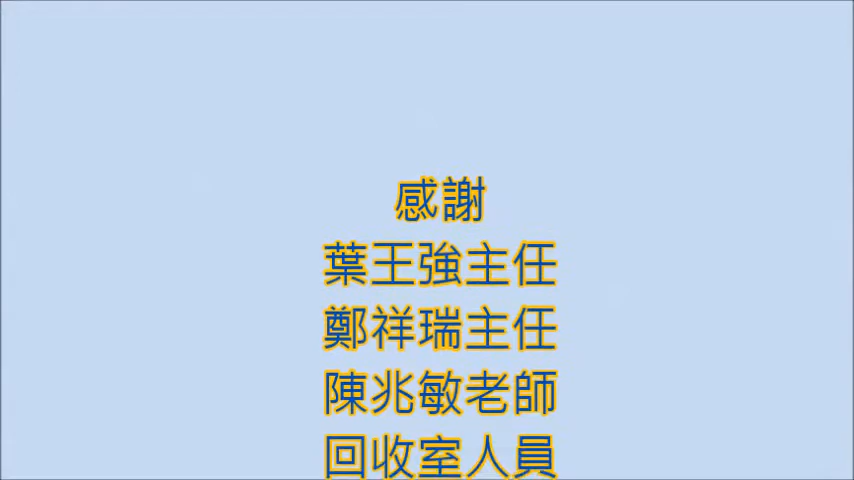 感謝
葉王強主任
鄭祥瑞主任
陳兆敏老師
回收室人員